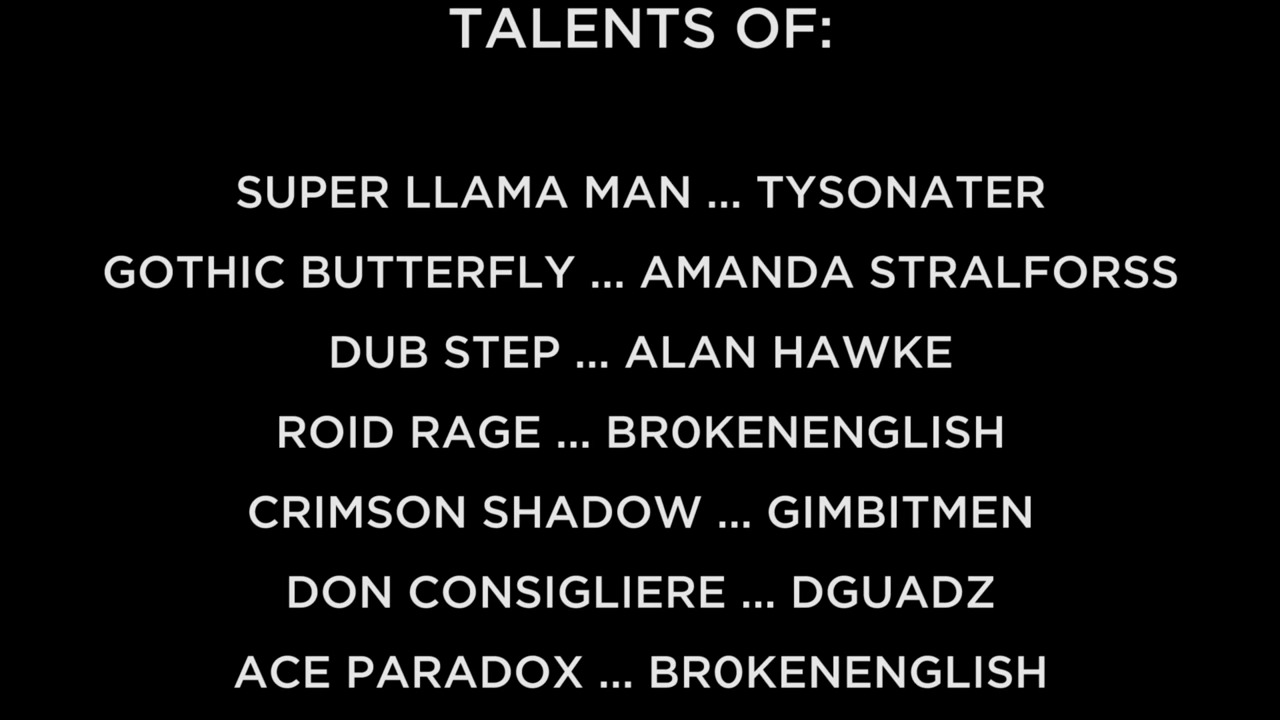 TALENTS OF:
SUPER LLAMA MAN ... TYSONATER
GOTHIC BUTTERFLY ... AMANDA STRALFORSS
DUB STEP ... ALAN HAWKE
ROID RAGE ... BR0KENENGLISH
CRIMSON SHADOW ... GIMBITMEN
DON CONSIGLIERE ... DGUADZ
ACE PARADOX ... BR0KENENGLISH